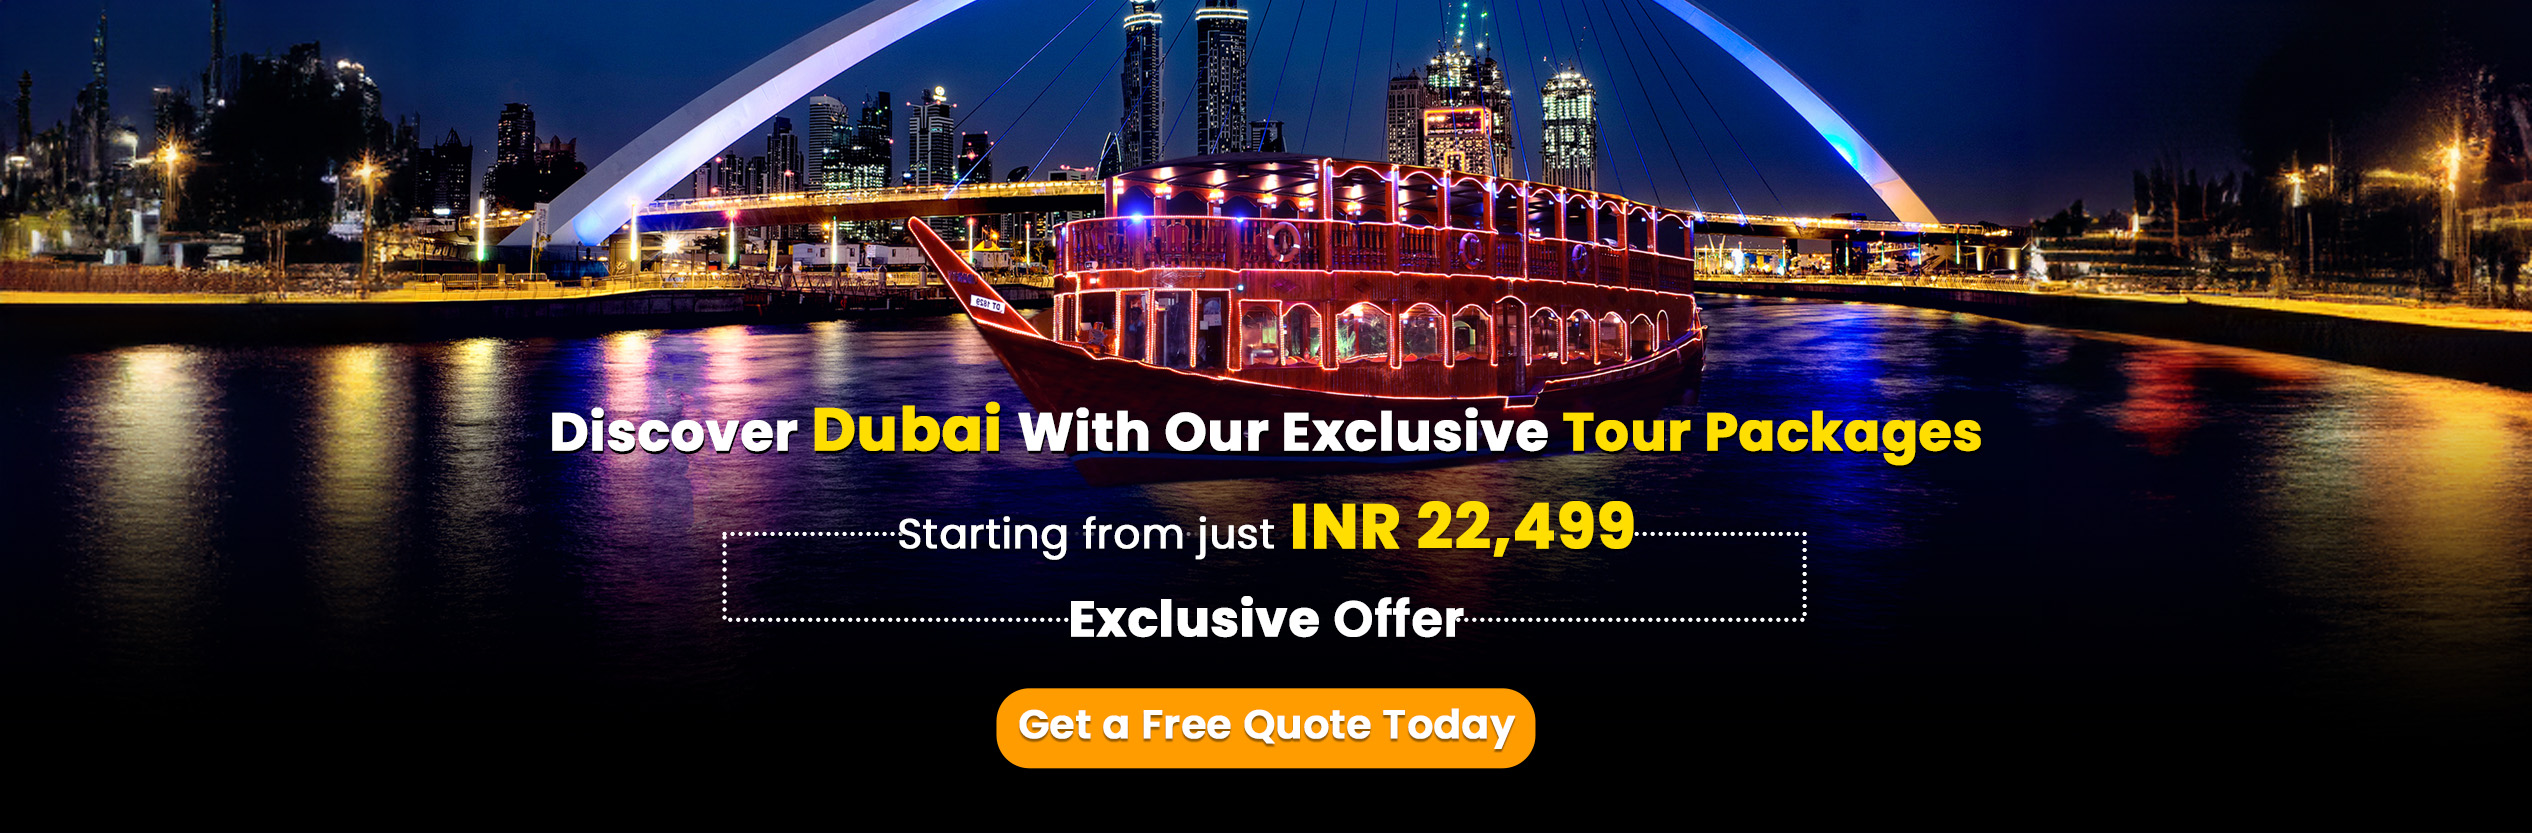 Discover Dubai With Our Exclusive Tour Packages
Starting from just INR 22,499
Exclusive Offer
Get a Free Quote Today